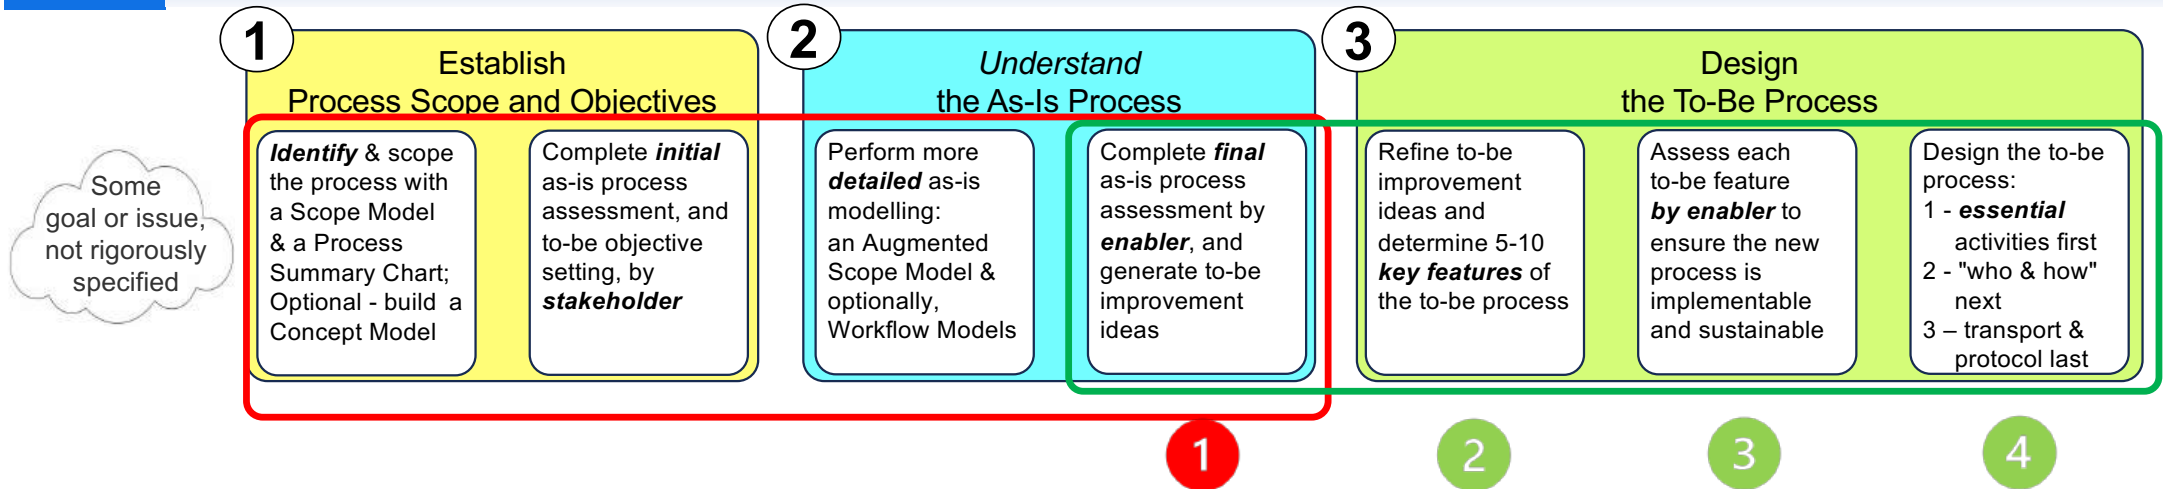 Some
goal or issue,
not rigorously
specified
1
Establish
Process Scope and Objectives
Identify & scope
the process with
a Scope Model
& a Process
Summary Chart;
Optional - build a
Concept Model
Complete initial
as-is process
assessment, and
to-be objective
setting, by
stakeholder
2
Understand
the As-Is Process
Perform more
detailed as-is
modelling:
an Augmented
Scope Model &
optionally,
Workflow Models
Complete final
as-is process
assessment by
enabler, and
generate to-be
improvement
ideas
3
Design
the To-Be Process
Refine to-be
improvement
ideas and
determine 5-10
key features of
the to-be process
Assess each
to-be feature
by enabler to
ensure the new
process is
implementable
and sustainable
Design the to-be
process:
1 - essential
activities first
2 - "who & how"
next
3 – transport &
protocol last
1
2
3
4